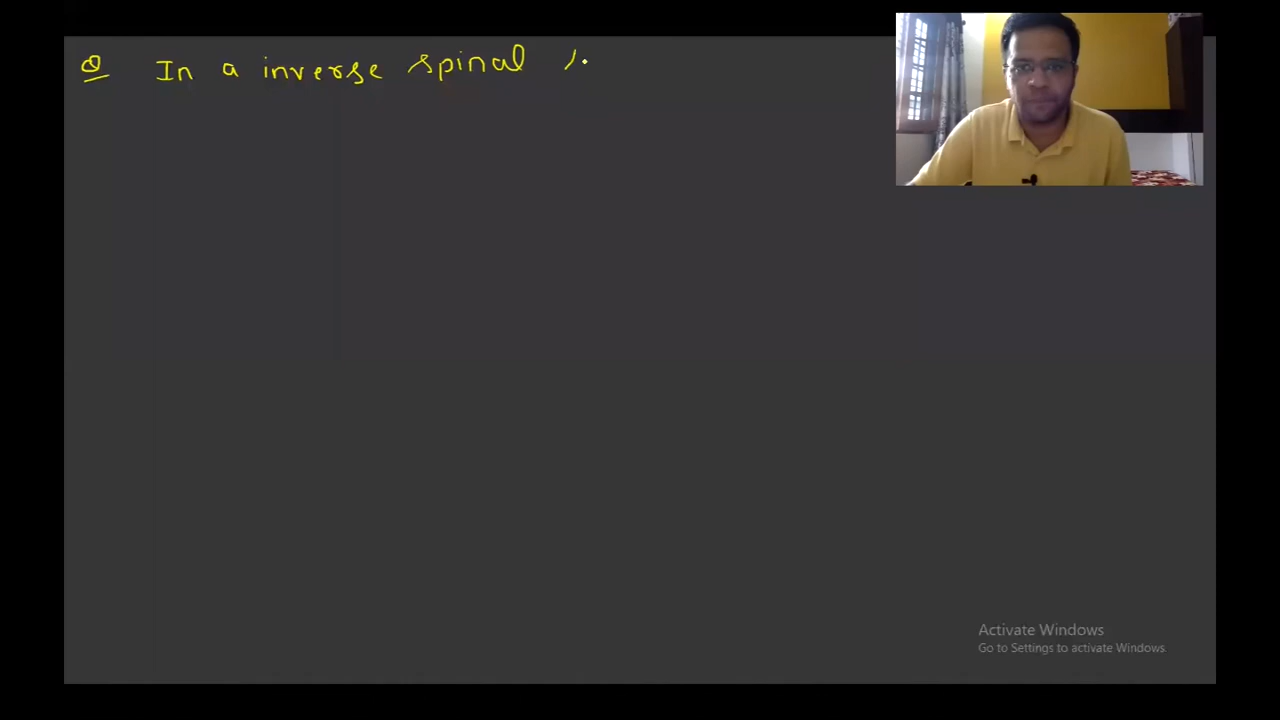 Q In a inverse spinal
Activate Windows
Go to Settings to activate Windows.